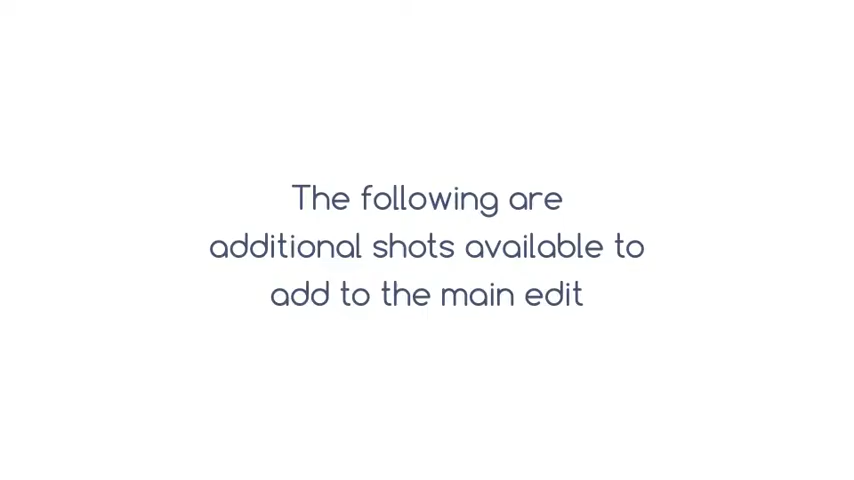 The following are
additional shots available to
add to the main edit